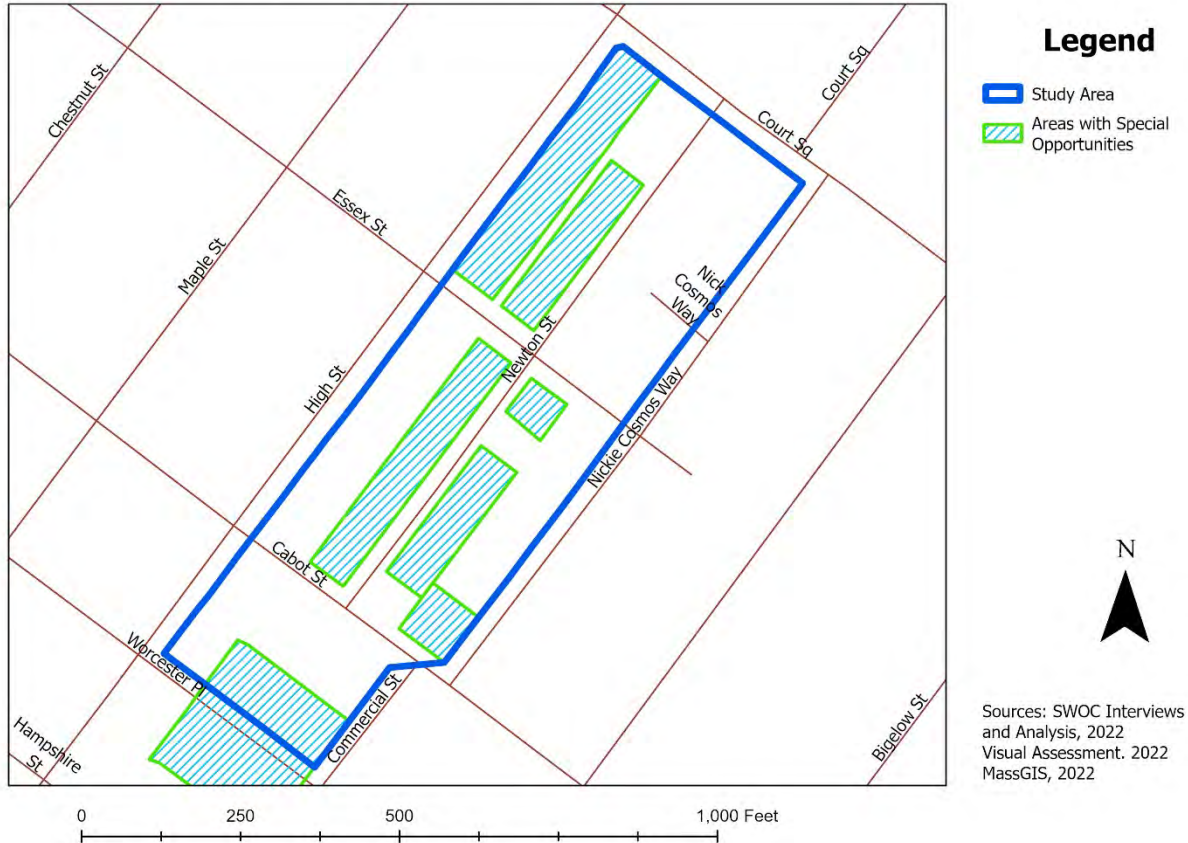 Legend
Study Area
Areas with Special
Opportunities
Chestnut St
Court Sq
Court Sq
Essex St
Maple St
Nick
Cosmos
Way
Newton St
High St
Nickie Cosmos Way
Cabot St
Worcester Pl
Commercial St
Hampshire
St
Bigelow St
N
Sources: SWOC Interviews
and Analysis, 2022
Visual Assessment. 2022
MassGIS, 2022
0 250 500 1,000 Feet